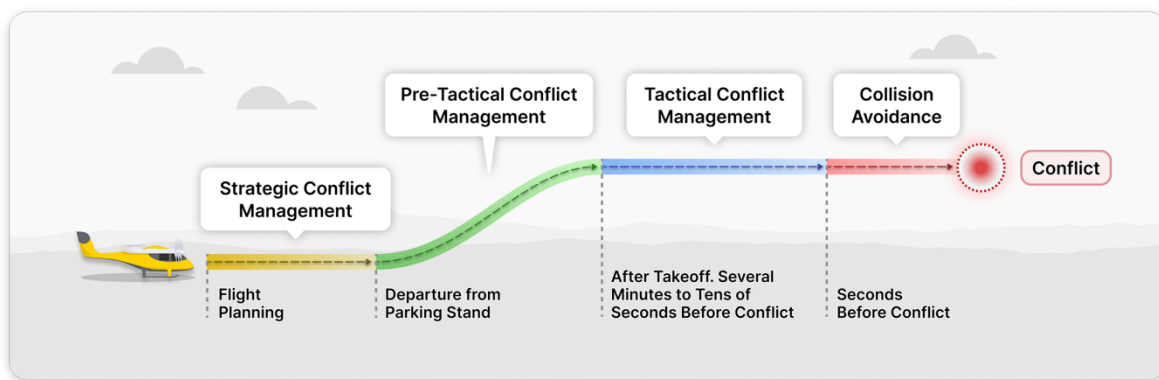 Pre-Tactical Conflict
Management
Tactical Conflict
Management
Collision
Avoidance
Strategic Conflict
Management
Conflict
Flight
Planning
Departure from
Parking Stand
After Takeoff. Several
Minutes to Tens of
Seconds Before Conflict
Seconds
Before Conflict